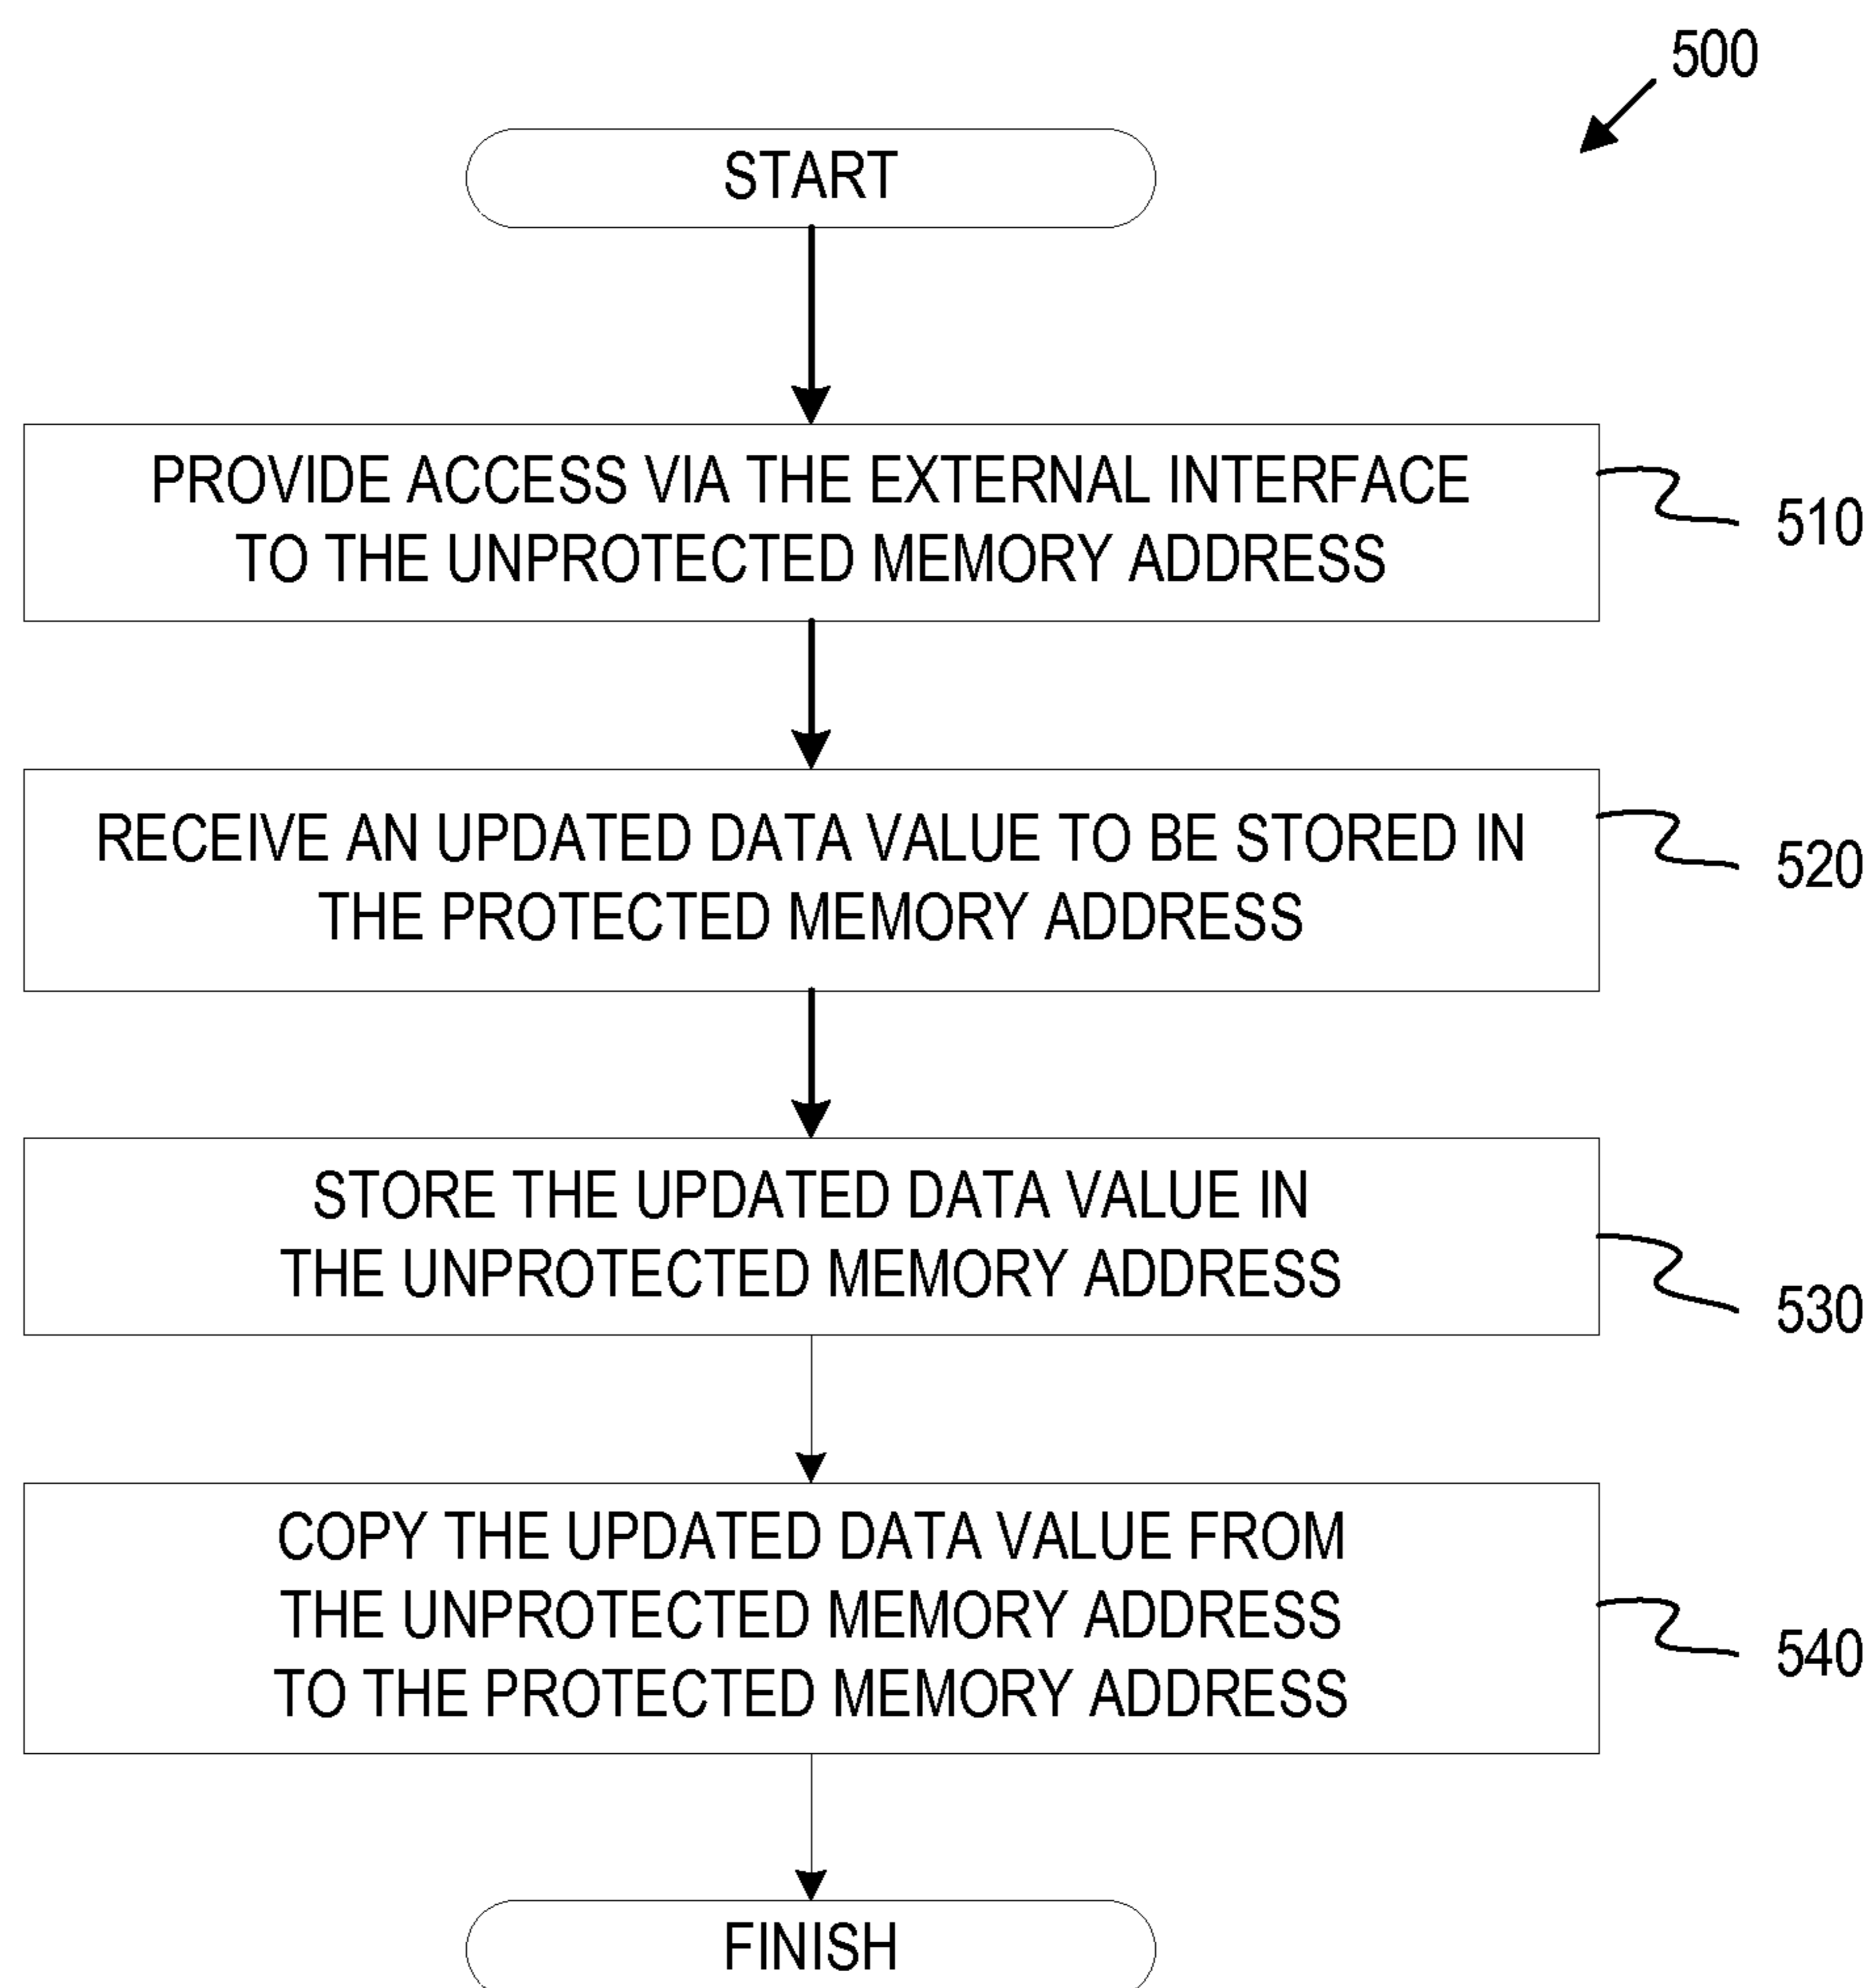 500
START
PROVIDE ACCESS VIA THE EXTERNAL INTERFACE
TO THE UNPROTECTED MEMORY ADDRESS
510
RECEIVE AN UPDATED DATA VALUE TO BE STORED IN
THE PROTECTED MEMORY ADDRESS
520
STORE THE UPDATED DATA VALUE IN
THE UNPROTECTED MEMORY ADDRESS
530
COPY THE UPDATED DATA VALUE FROM
THE UNPROTECTED MEMORY ADDRESS
TO THE PROTECTED MEMORY ADDRESS
540
FINISH